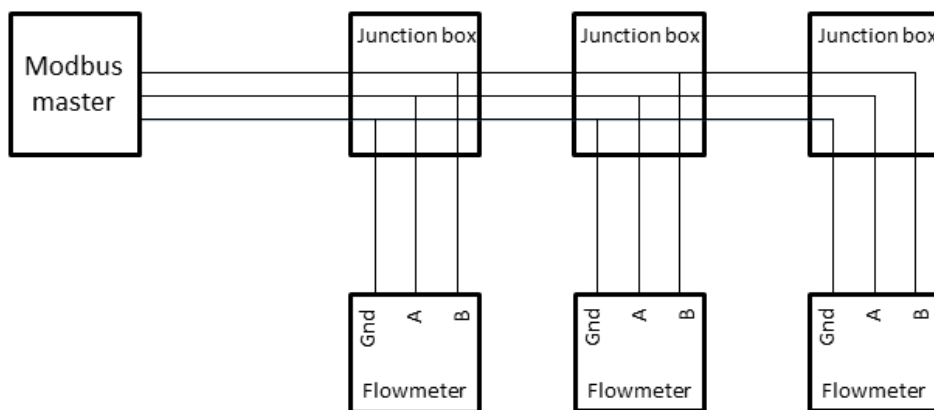 Modbus
master
Junction box
Junction box
Junction box
Gnd
A
B
Flowmeter
Gnd
A
B
Flowmeter
Gnd
A
B
Flowmeter